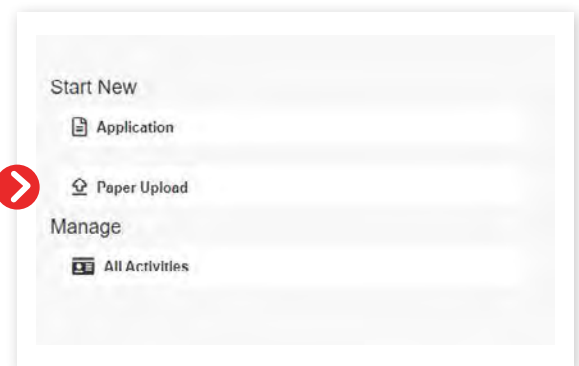 Start New
Application
Paper Upload
Manage
All Activities